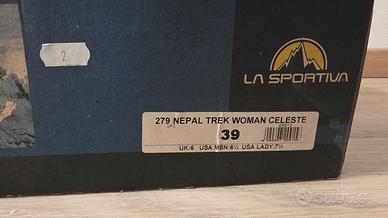 2
LA SPORTIVA
279 NEPAL TREK WOMAN CELESTE
UPC
39
UK:6 USA MEN:6½ USA LADY:7½
subito